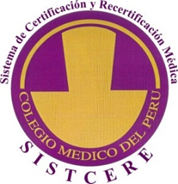 Sistema de Certificación y Recertificación Médica
COLEGIO MEDICO DEL PERU
SISTCERE